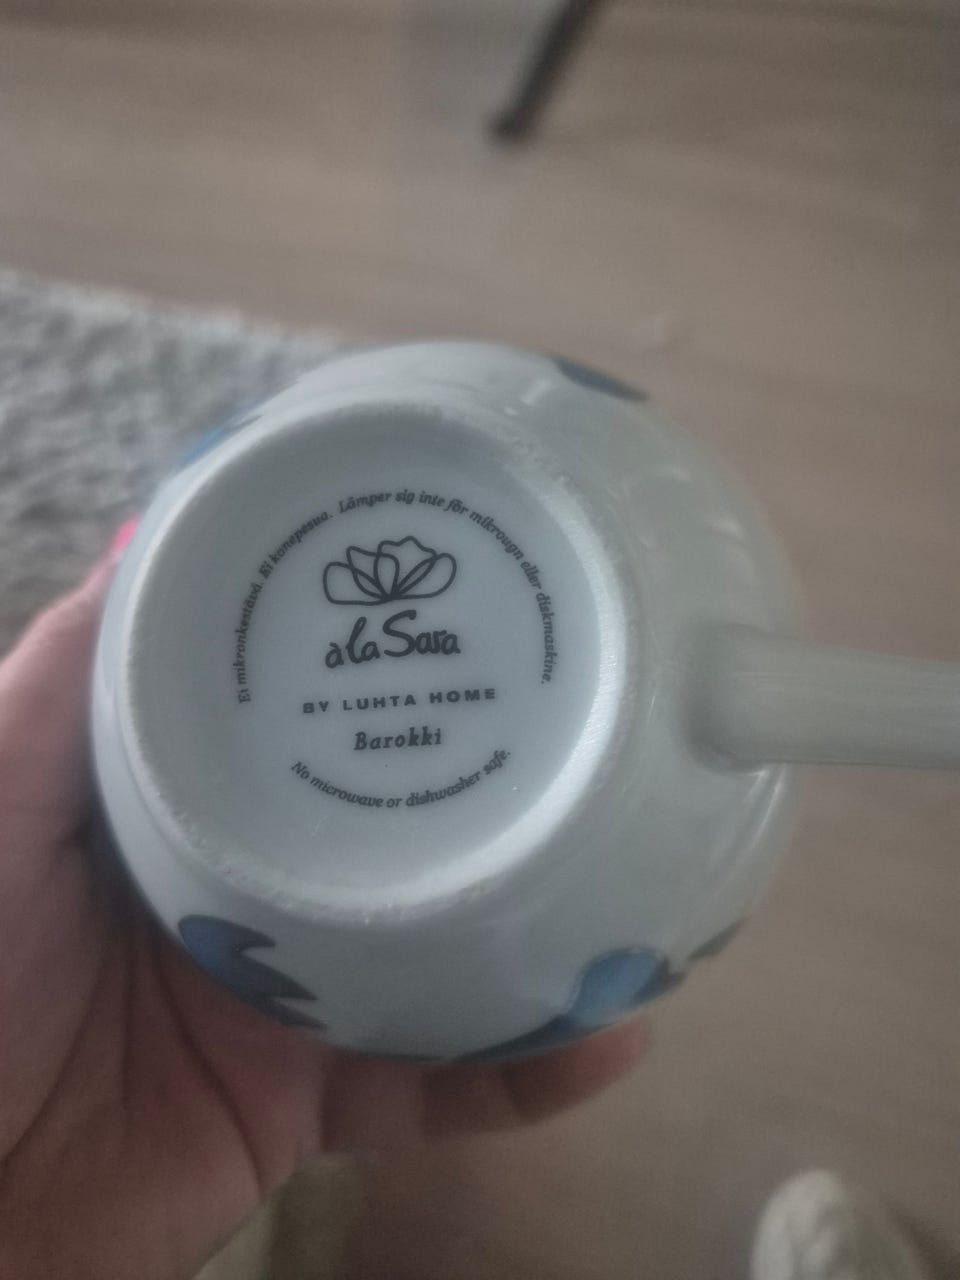 Ei mikronkestävä. Ei konepesua. Lämper sig inte för mikrougn eller diskmaskine.
à la Sara
BY LUHTA HOME
Barokki
No microwave or dishwasher safe.